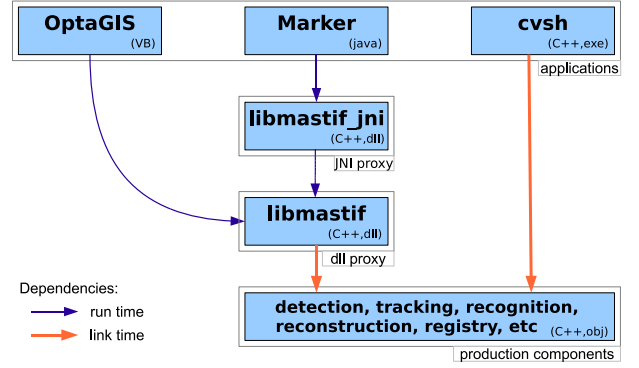 OptaGIS
(VB)
Marker
(java)
cvsh
(C++,exe)
applications
libmastif_jni
(C++,dll)
JNI proxy
libmastif
(C++,dll)
dll proxy
Dependencies:
run time
link time
detection, tracking, recognition,
reconstruction, registry, etc (C++,obj)
production components